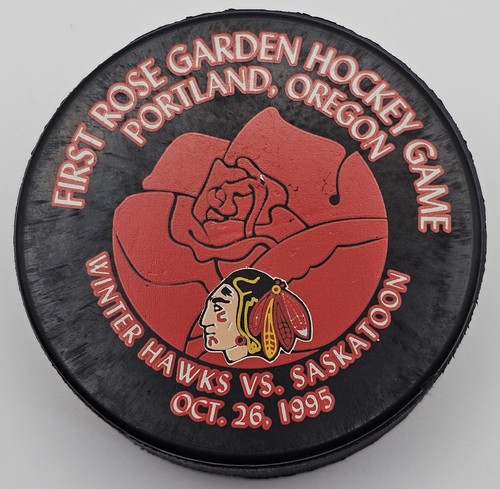 FIRST ROSE GARDEN HOCKEY GAME
PORTLAND, OREGON
WINTER HAWKS VS. SASKATOON
OCT. 26, 1995